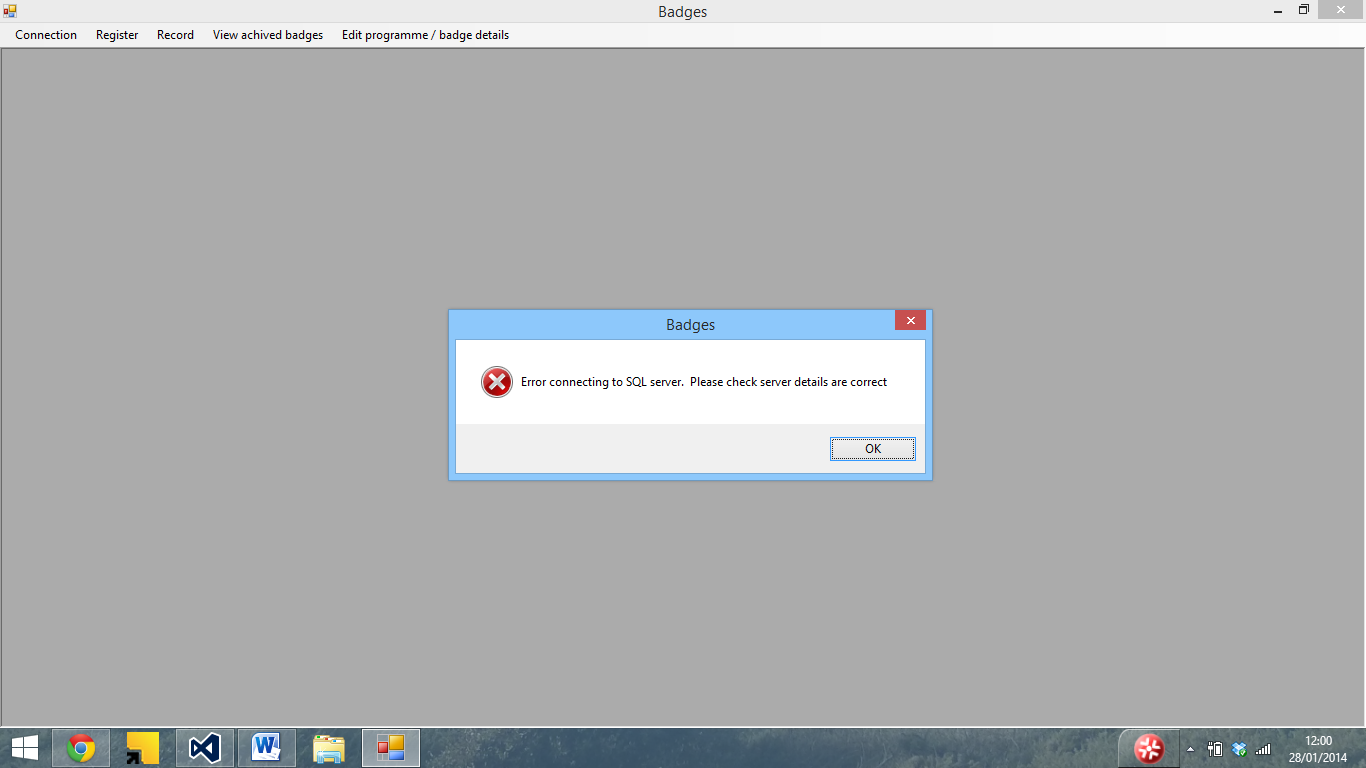 Badges
Connection Register Record View achived badges Edit programme / badge details
Badges
Error connecting to SQL server.  Please check server details are correct
OK
12:00
28/01/2014